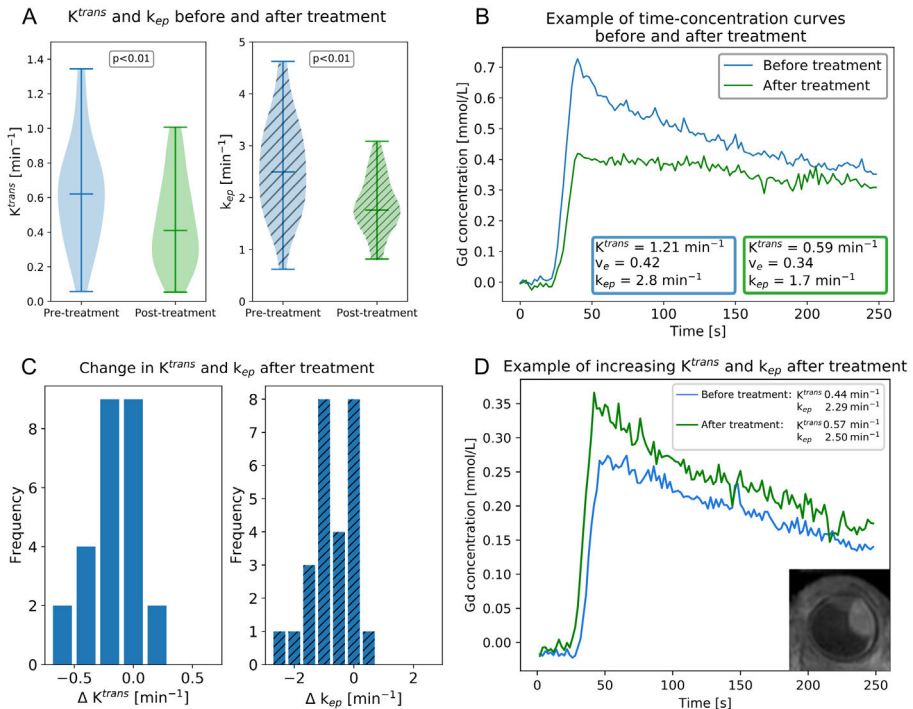 A
K^trans and k_ep before and after treatment
p<0.01
K^trans [min⁻¹]
1.4
1.2
1.0
0.8
0.6
0.4
0.2
0.0
Pre-treatment Post-treatment
p<0.01
k_ep [min⁻¹]
5
4
3
2
1
0
Pre-treatment Post-treatment
B
Example of time-concentration curves
before and after treatment
Before treatment
After treatment
Gd concentration [mmol/L]
0.7
0.6
0.5
0.4
0.3
0.2
0.1
0.0
K^trans = 1.21 min⁻¹
v_e = 0.42
k_ep = 2.8 min⁻¹
K^trans = 0.59 min⁻¹
v_e = 0.34
k_ep = 1.7 min⁻¹
0 50 100 150 200 250
Time [s]
C
Change in K^trans and k_ep after treatment
Frequency
8
6
4
2
0
−0.5 0.0 0.5
Δ K^trans [min⁻¹]
Frequency
8
6
4
2
0
−2 0 2
Δ k_ep [min⁻¹]
D
Example of increasing K^trans and k_ep after treatment
Before treatment: K^trans 0.44 min⁻¹
k_ep 2.29 min⁻¹
After treatment: K^trans 0.57 min⁻¹
k_ep 2.50 min⁻¹
Gd concentration [mmol/L]
0.35
0.30
0.25
0.20
0.15
0.10
0.05
0.00
0 50 100 150 200 250
Time [s]